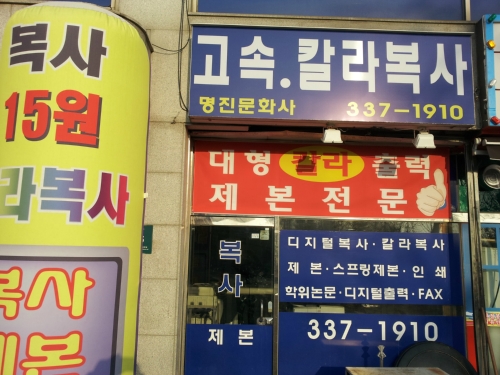 복사
15원
라복사
복사
제본
고속.칼라복사
명진문화사 337-1910
대형 칼라 출력
제본전문
복사
제본
디지털복사·칼라복사
제본·스프링제본·인쇄
학위논문·디지털출력·FAX
337-1910